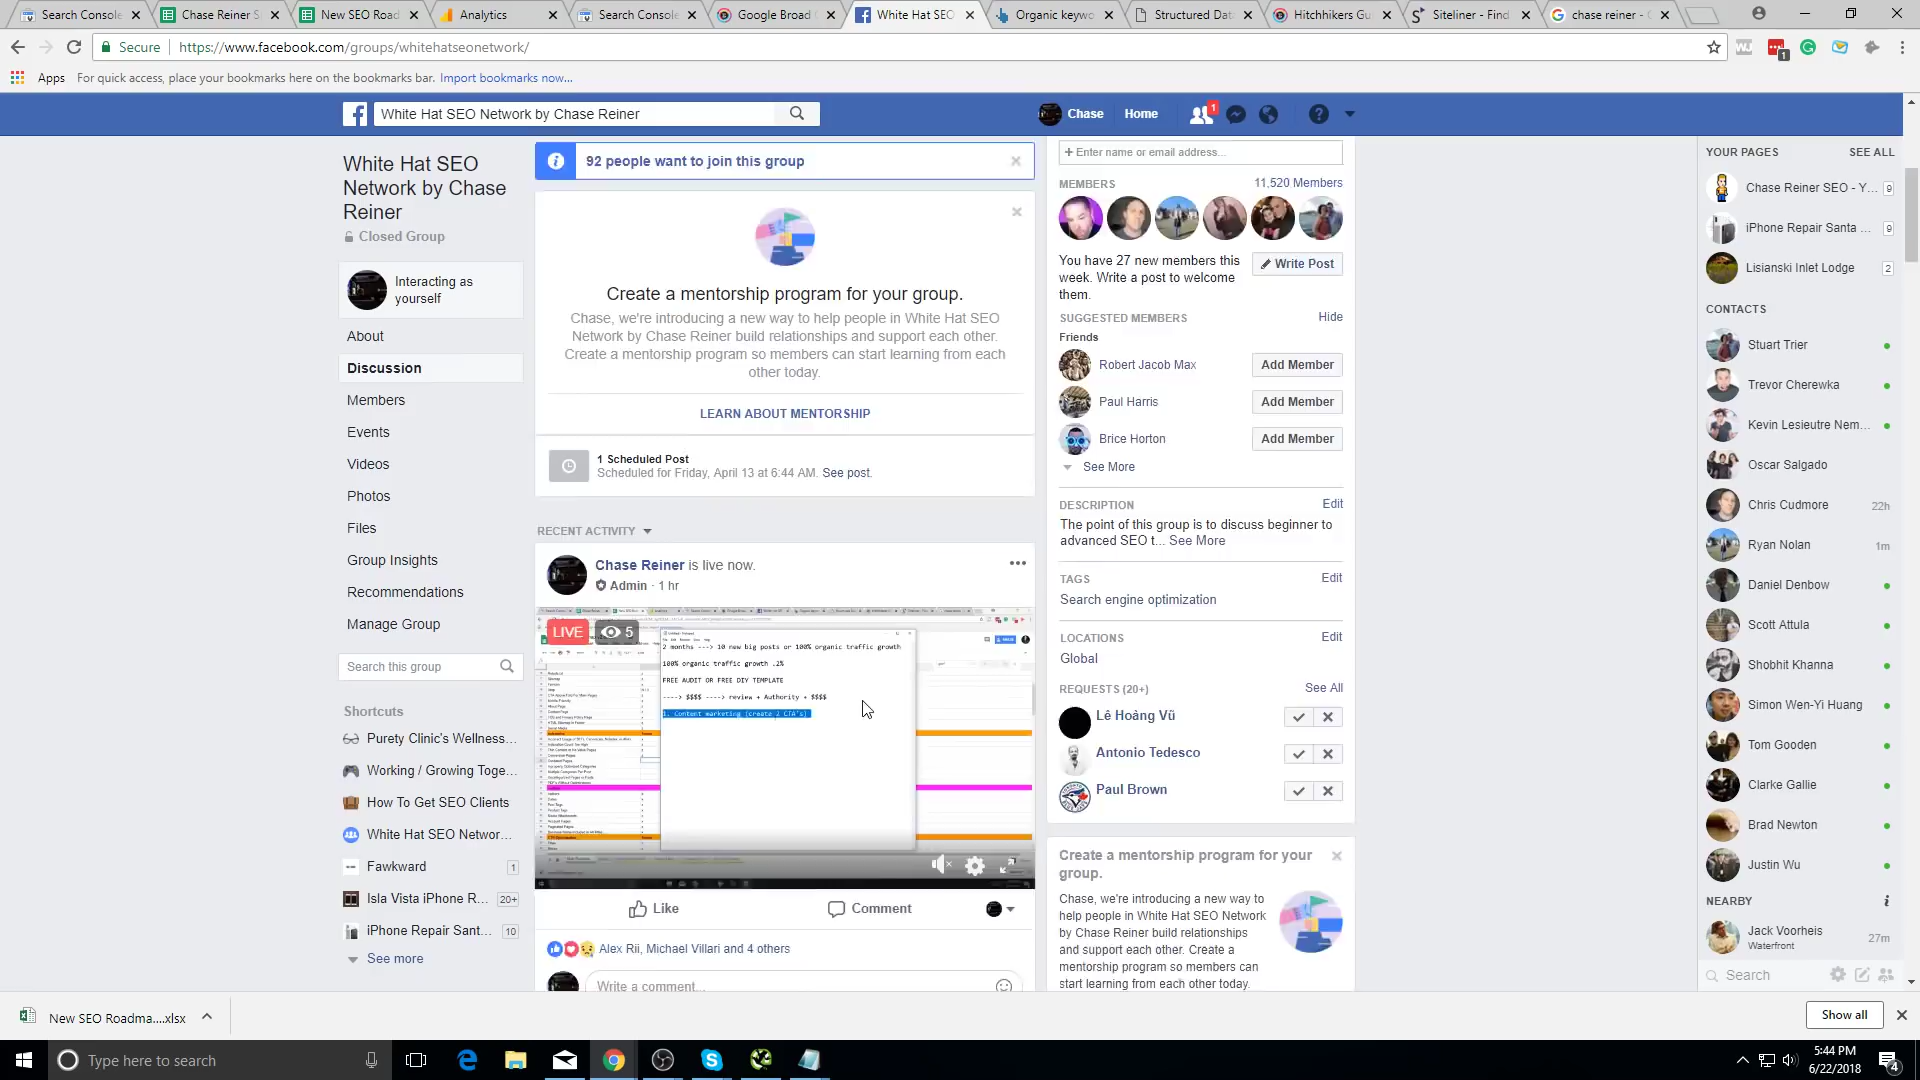 Search Console
Chase Reiner S
New SEO Road
Analytics
Search Console
Google Broad C
White Hat SEO
Organic keywo
Structured Dat
Hitchhikers Gu
Siteliner - Find
chase reiner - G
Secure
https://www.facebook.com/groups/whitehatseonetwork/
1
Apps
For quick access, place your bookmarks here on the bookmarks bar. Import bookmarks now...
White Hat SEO Network by Chase Reiner
Chase
Home
1
White Hat SEO
Network by Chase
Reiner
Closed Group
Interacting as
yourself
About
Discussion
Members
Events
Videos
Photos
Files
Group Insights
Recommendations
Manage Group
Search this group
Shortcuts
Purety Clinic's Wellness...
Working / Growing Toge...
How To Get SEO Clients
White Hat SEO Networ...
Fawkward 1
Isla Vista iPhone R... 20+
iPhone Repair Sant... 10
See more
92 people want to join this group
Create a mentorship program for your group.
Chase, we're introducing a new way to help people in White Hat SEO
Network by Chase Reiner build relationships and support each other.
Create a mentorship program so members can start learning from each
other today.
LEARN ABOUT MENTORSHIP
1 Scheduled Post
Scheduled for Friday, April 13 at 6:44 AM. See post.
RECENT ACTIVITY
Chase Reiner is live now.
Admin · 1 hr
LIVE 5
2 months ---> 10 new big posts or 100% organic traffic growth
100% organic traffic growth .2%
FREE AUDIT OR FREE DIY TEMPLATE
----> $$$$ ----> review + Authority + $$$$
1. Content marketing [create 2 CTA's]
Like
Comment
Alex Rii, Michael Villari and 4 others
Write a comment...
+ Enter name or email address...
MEMBERS
11,520 Members
You have 27 new members this
week. Write a post to welcome
them.
Write Post
SUGGESTED MEMBERS
Hide
Friends
Robert Jacob Max
Add Member
Paul Harris
Add Member
Brice Horton
Add Member
See More
DESCRIPTION
Edit
The point of this group is to discuss beginner to
advanced SEO t... See More
TAGS
Edit
Search engine optimization
LOCATIONS
Edit
Global
REQUESTS (20+)
See All
Lê Hoàng Vũ
Antonio Tedesco
Paul Brown
Create a mentorship program for your
group.
Chase, we're introducing a new way to
help people in White Hat SEO Network
by Chase Reiner build relationships
and support each other. Create a
mentorship program so members can
start learning from each other today.
YOUR PAGES
SEE ALL
Chase Reiner SEO - Y... 9
iPhone Repair Santa ... 9
Lisianski Inlet Lodge 2
CONTACTS
Stuart Trier
Trevor Cherewka
Kevin Lesieutre Nem...
Oscar Salgado
Chris Cudmore 22h
Ryan Nolan 1m
Daniel Denbow
Scott Attula
Shobhit Khanna
Simon Wen-Yi Huang
Tom Gooden
Clarke Gallie
Brad Newton
Justin Wu
NEARBY
Jack Voorheis
Waterfront
27m
Search
New SEO Roadma....xlsx
Show all
Type here to search
5:44 PM
6/22/2018
4